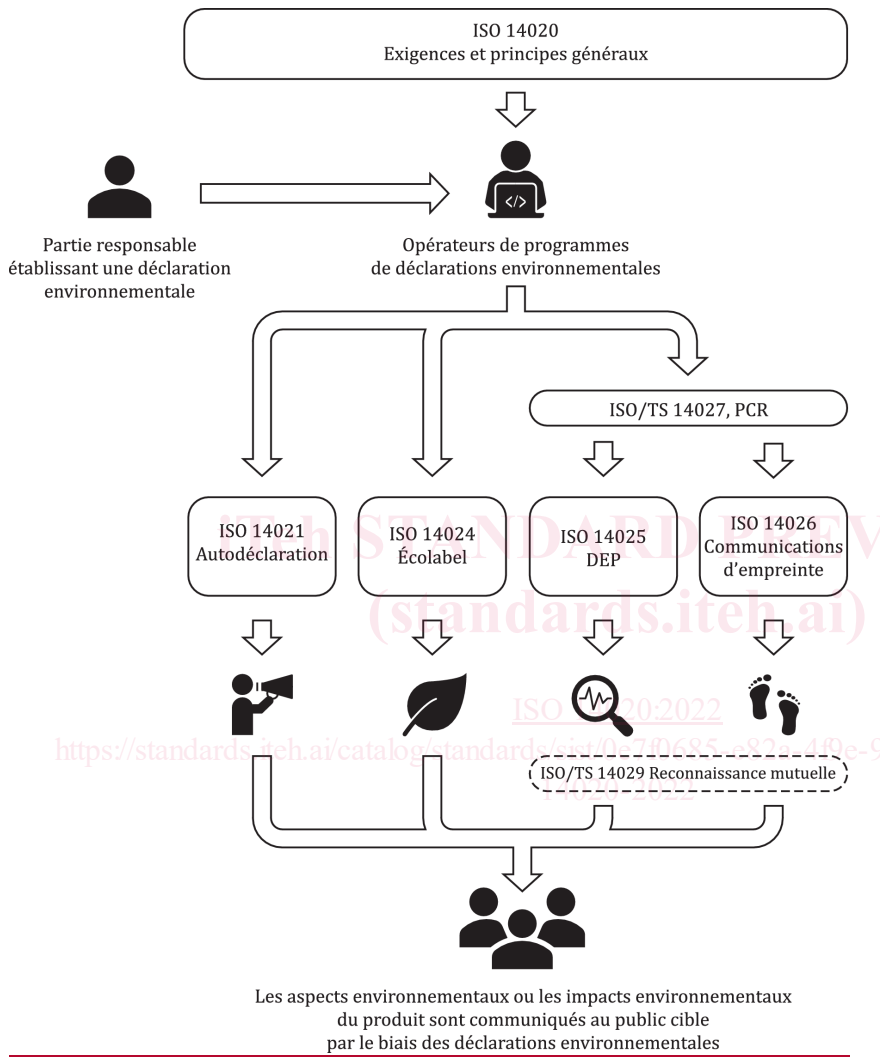 ISO 14020
Exigences et principes généraux
Partie responsable
établissant une déclaration
environnementale
Opérateurs de programmes
de déclarations environnementales
</>
ISO/TS 14027, PCR
ISO 14021
Autodéclaration
ISO 14024
Écolabel
ISO 14025
DEP
ISO 14026
Communications
d'empreinte
iTeh STANDARD PREV
(standards.iteh.ai)
ISO 14020:2022
https://standards.iteh.ai/catalog/standards/sist/0e7f0685-e82a-4f9e-9
14020-2022
ISO/TS 14029 Reconnaissance mutuelle
Les aspects environnementaux ou les impacts environnementaux
du produit sont communiqués au public cible
par le biais des déclarations environnementales